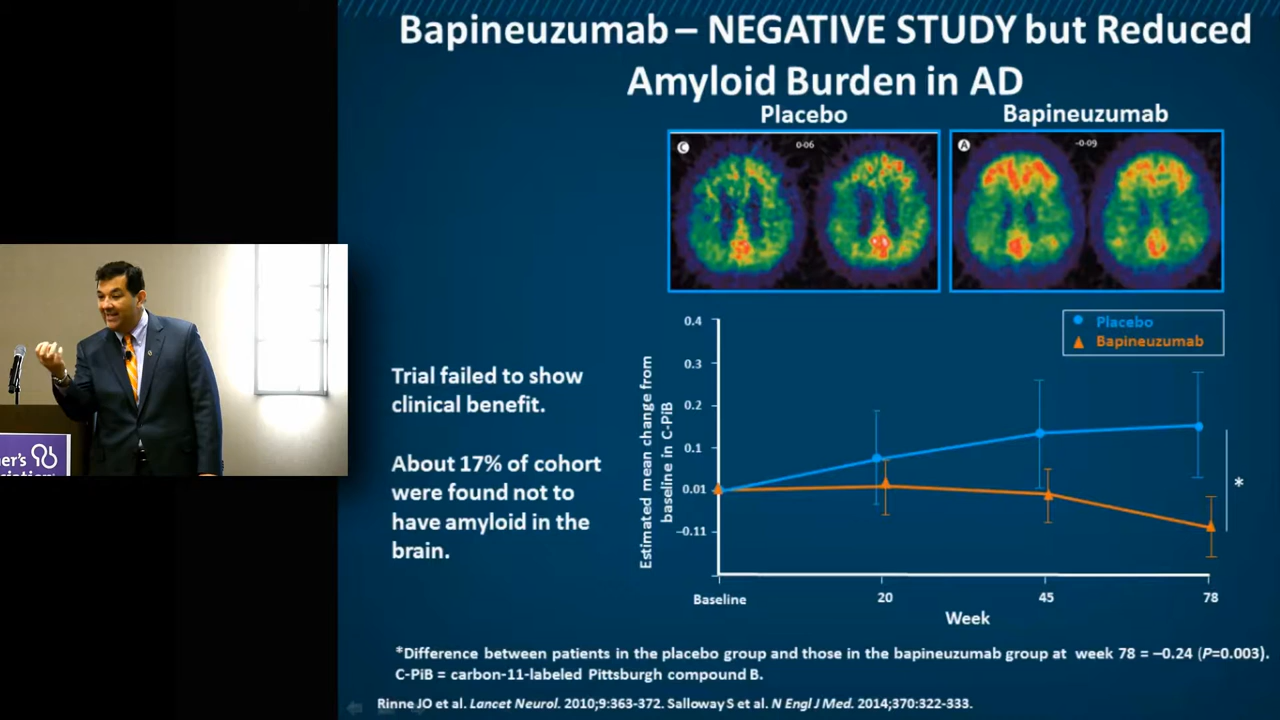 Bapineuzumab – NEGATIVE STUDY but Reduced
Amyloid Burden in AD
Placebo
Bapineuzumab
C
0·06
A
-0·09
Trial failed to show
clinical benefit.
About 17% of cohort
were found not to
have amyloid in the
brain.
Estimated mean change from
baseline in C-PiB
0.4
0.3
0.2
0.1
0.01
–0.11
Placebo
Bapineuzumab
*
Baseline
20
45
78
Week
*Difference between patients in the placebo group and those in the bapineuzumab group at week 78 = –0.24 (P=0.003).
C-PiB = carbon-11-labeled Pittsburgh compound B.
Rinne JO et al. Lancet Neurol. 2010;9:363-372. Salloway S et al. N Engl J Med. 2014;370:322-333.
er's
ciation